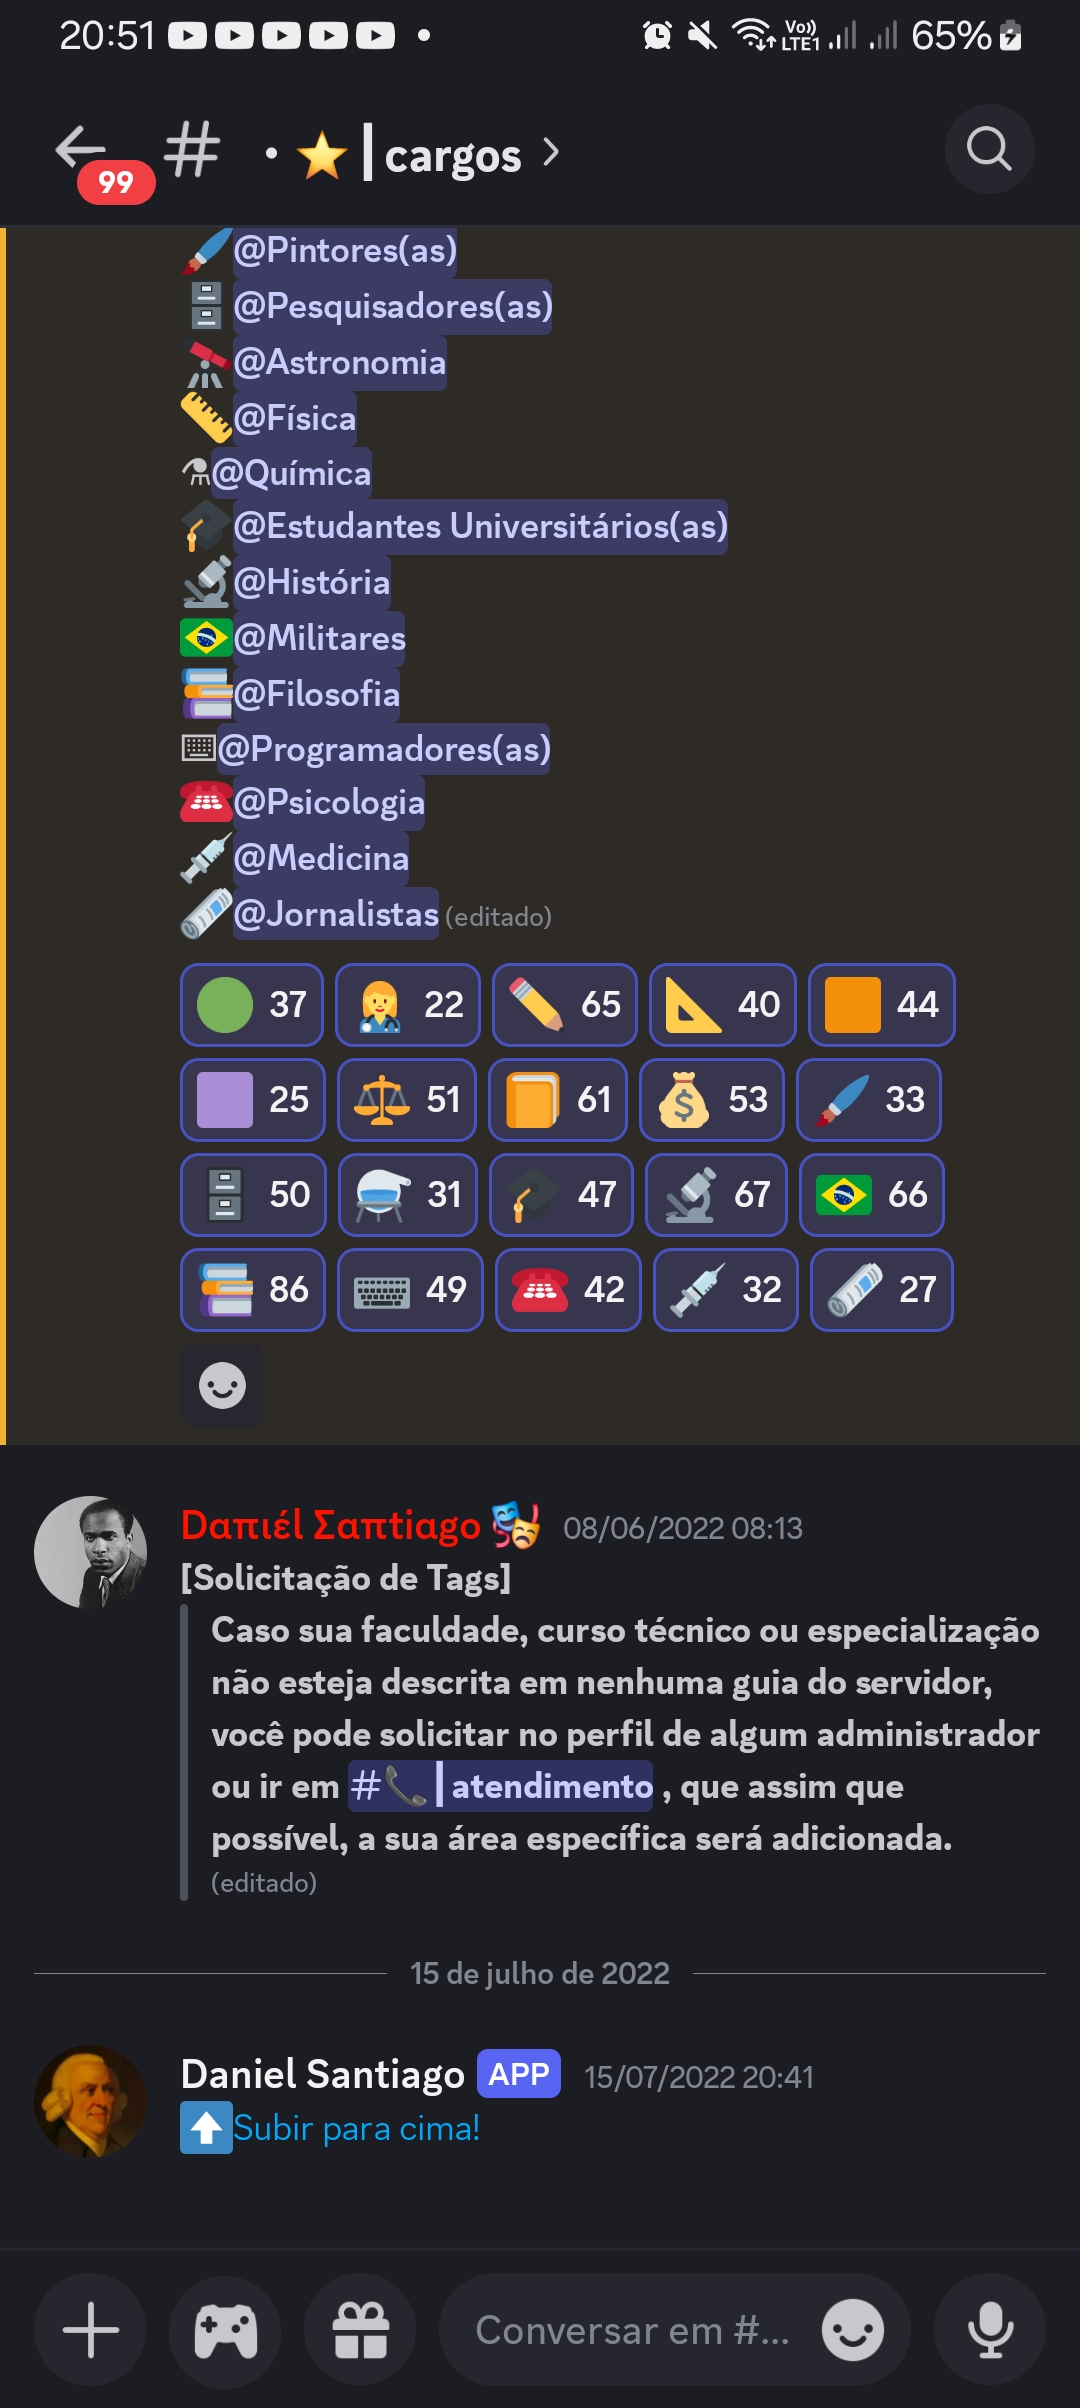 20:51 Vo)) LTE1 65%
99 # • ⭐┃cargos
@Pintores(as)
@Pesquisadores(as)
@Astronomia
@Física
@Química
@Estudantes Universitários(as)
@História
@Militares
@Filosofia
@Programadores(as)
@Psicologia
@Medicina
@Jornalistas (editado)
37 22 65 40 44
25 51 61 53 33
50 31 47 67 66
86 49 42 32 27
Dαπιέl Σαπtiαgo 🎭 08/06/2022 08:13
[Solicitação de Tags]
Caso sua faculdade, curso técnico ou especialização
não esteja descrita em nenhuma guia do servidor,
você pode solicitar no perfil de algum administrador
ou ir em #📞┃atendimento , que assim que
possível, a sua área específica será adicionada.
(editado)
15 de julho de 2022
Daniel Santiago APP 15/07/2022 20:41
⬆️Subir para cima!
Conversar em #...